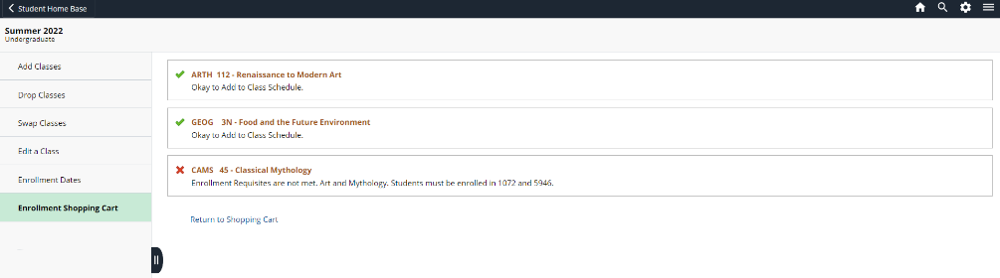 Student Home Base
Summer 2022
Undergraduate
Add Classes
Drop Classes
Swap Classes
Edit a Class
Enrollment Dates
Enrollment Shopping Cart
ARTH 112 - Renaissance to Modern Art
Okay to Add to Class Schedule.
GEOG 3N - Food and the Future Environment
Okay to Add to Class Schedule.
CAMS 45 - Classical Mythology
Enrollment Requisites are not met. Art and Mythology. Students must be enrolled in 1072 and 5946.
Return to Shopping Cart